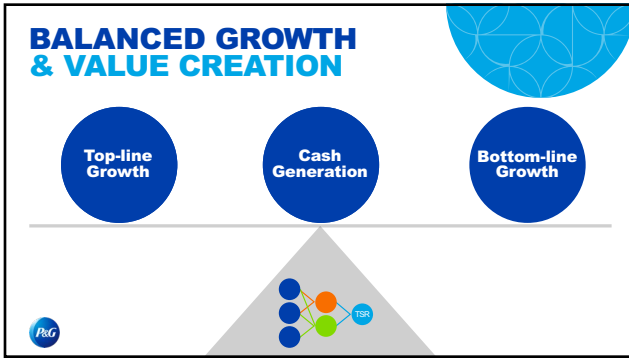 BALANCED GROWTH
& VALUE CREATION
Top-line
Growth
Cash
Generation
Bottom-line
Growth
TSR
P&G